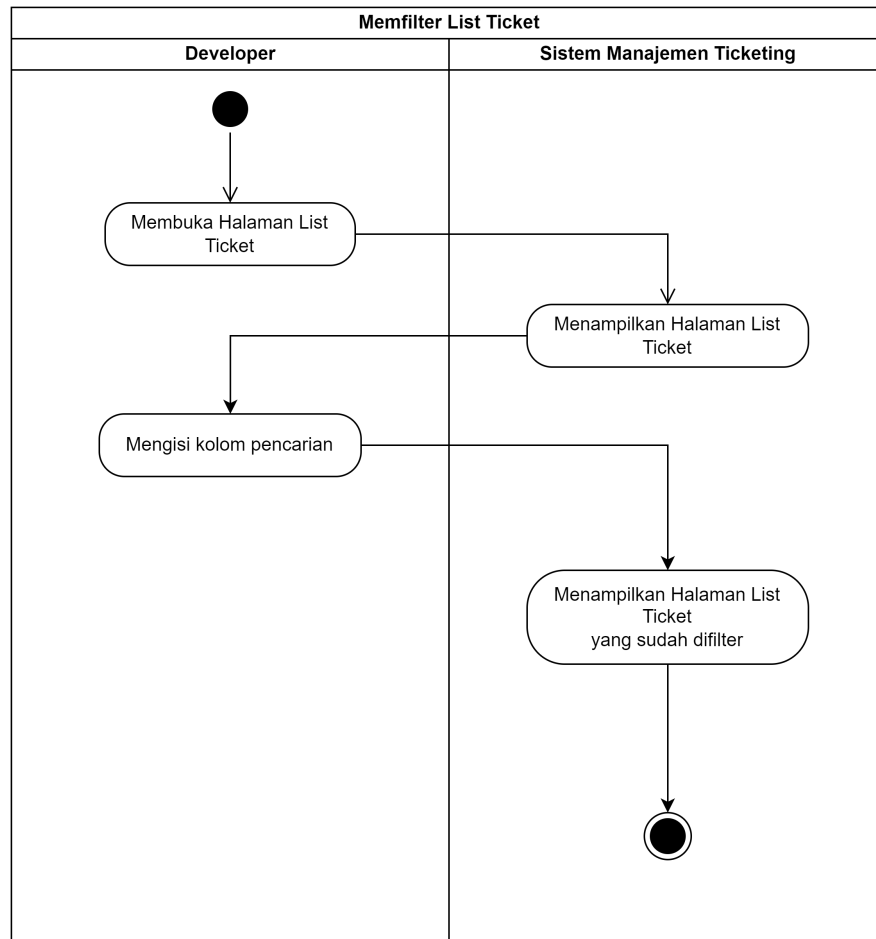 Memfilter List Ticket
Developer
Sistem Manajemen Ticketing
Membuka Halaman List
Ticket
Menampilkan Halaman List
Ticket
Mengisi kolom pencarian
Menampilkan Halaman List
Ticket
yang sudah difilter